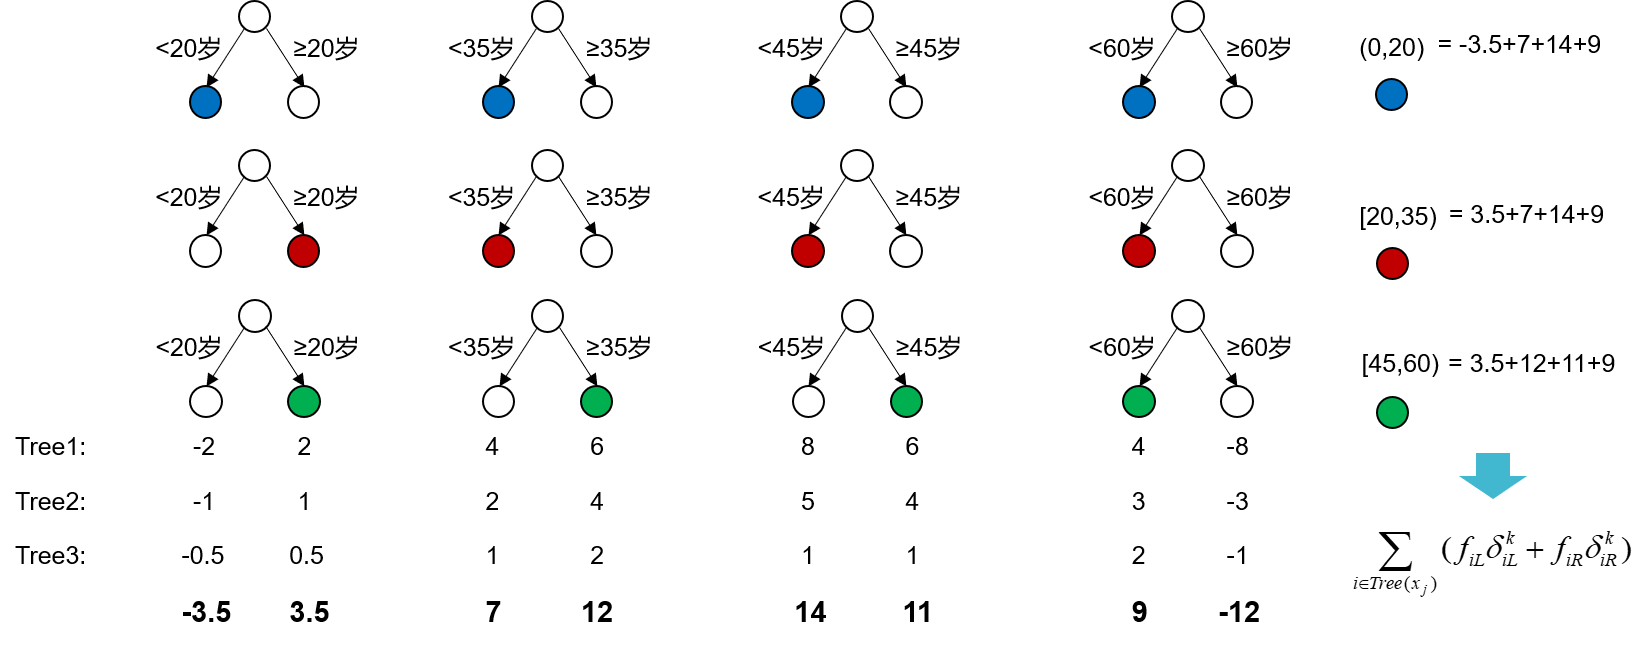 <20岁 ≥20岁 <35岁 ≥35岁 <45岁 ≥45岁 <60岁 ≥60岁 (0,20) = -3.5+7+14+9
<20岁 ≥20岁 <35岁 ≥35岁 <45岁 ≥45岁 <60岁 ≥60岁 [20,35) = 3.5+7+14+9
<20岁 ≥20岁 <35岁 ≥35岁 <45岁 ≥45岁 <60岁 ≥60岁 [45,60) = 3.5+12+11+9
Tree1: -2 2 4 6 8 6 4 -8
Tree2: -1 1 2 4 5 4 3 -3
Tree3: -0.5 0.5 1 2 1 1 2 -1
-3.5 3.5 7 12 14 11 9 -12
∑ i∈Tree(x_j) (f_{iL} δ_{iL}^k + f_{iR} δ_{iR}^k)